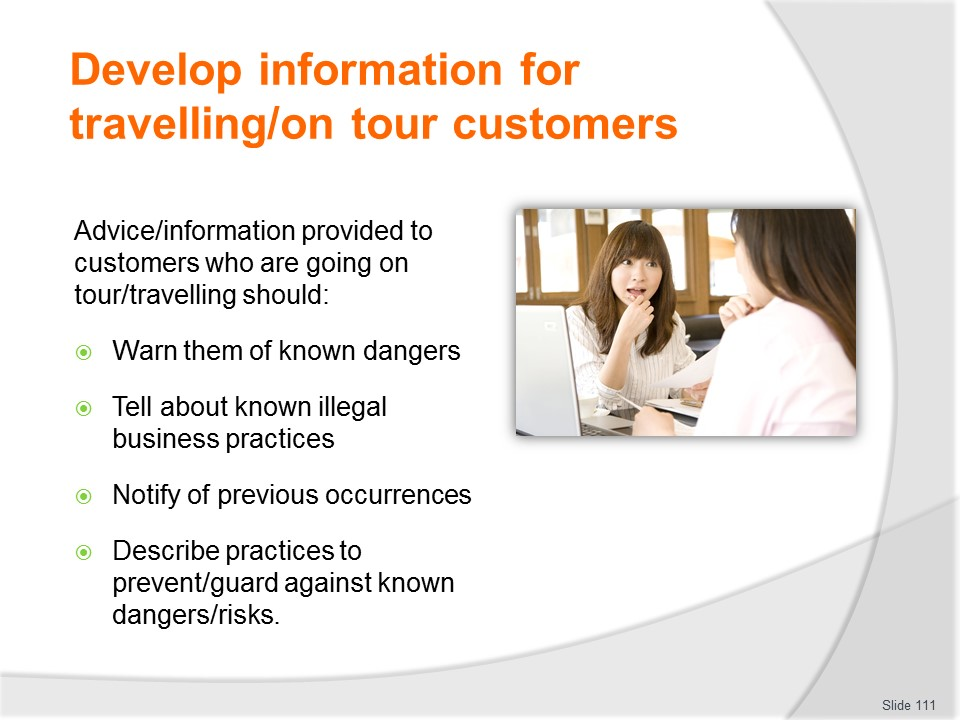 Develop information for
travelling/on tour customers
Advice/information provided to
customers who are going on
tour/travelling should:
Warn them of known dangers
Tell about known illegal
business practices
Notify of previous occurrences
Describe practices to
prevent/guard against known
dangers/risks.
Slide 111